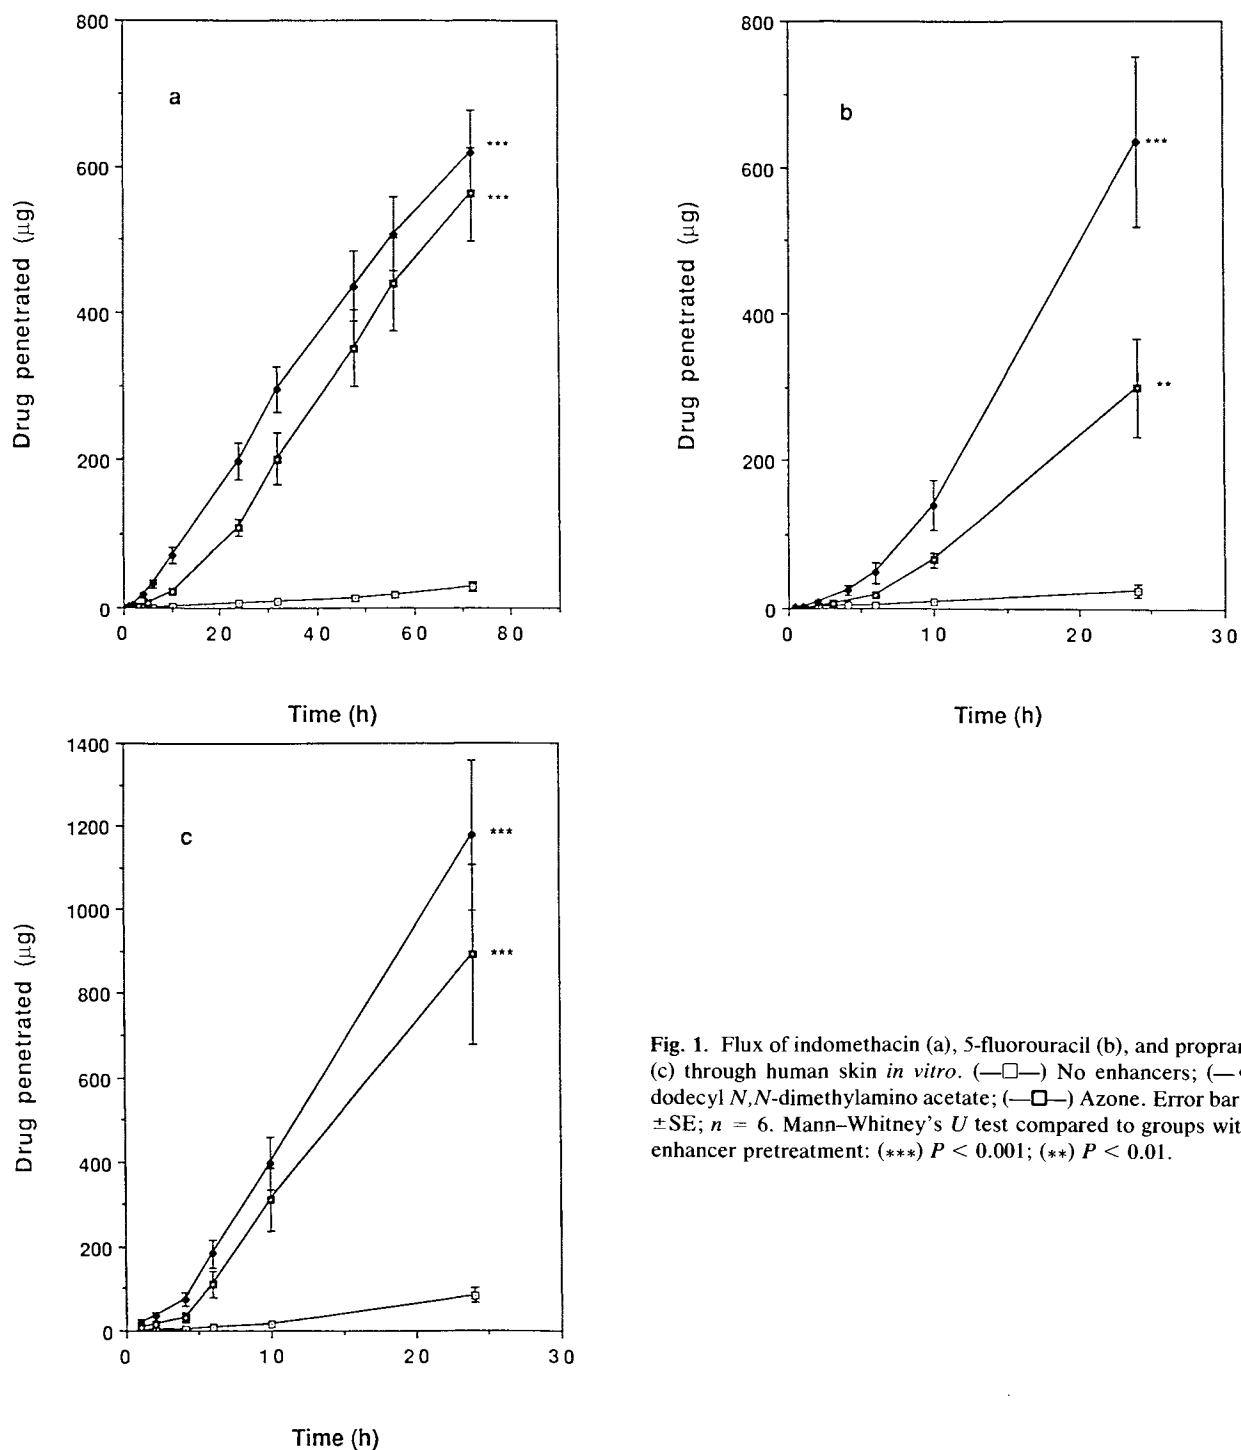 800
600
400
200
0
a
***
***
0 20 40 60 80
Drug penetrated (μg)
Time (h)
800
600
400
200
0
b
***
**
0 10 20 30
Drug penetrated (μg)
Time (h)
1400
1200
1000
800
600
400
200
0
c
***
***
0 10 20 30
Drug penetrated (μg)
Time (h)
Fig. 1. Flux of indomethacin (a), 5-fluorouracil (b), and
(c) through human skin in vitro. (—□—) No enhancers;
dodecyl N,N-dimethylamino acetate; (—□—) Azone. Error bar
±SE; n = 6. Mann–Whitney's U test compared to groups
enhancer pretreatment: (***) P < 0.001; (**) P < 0.01.